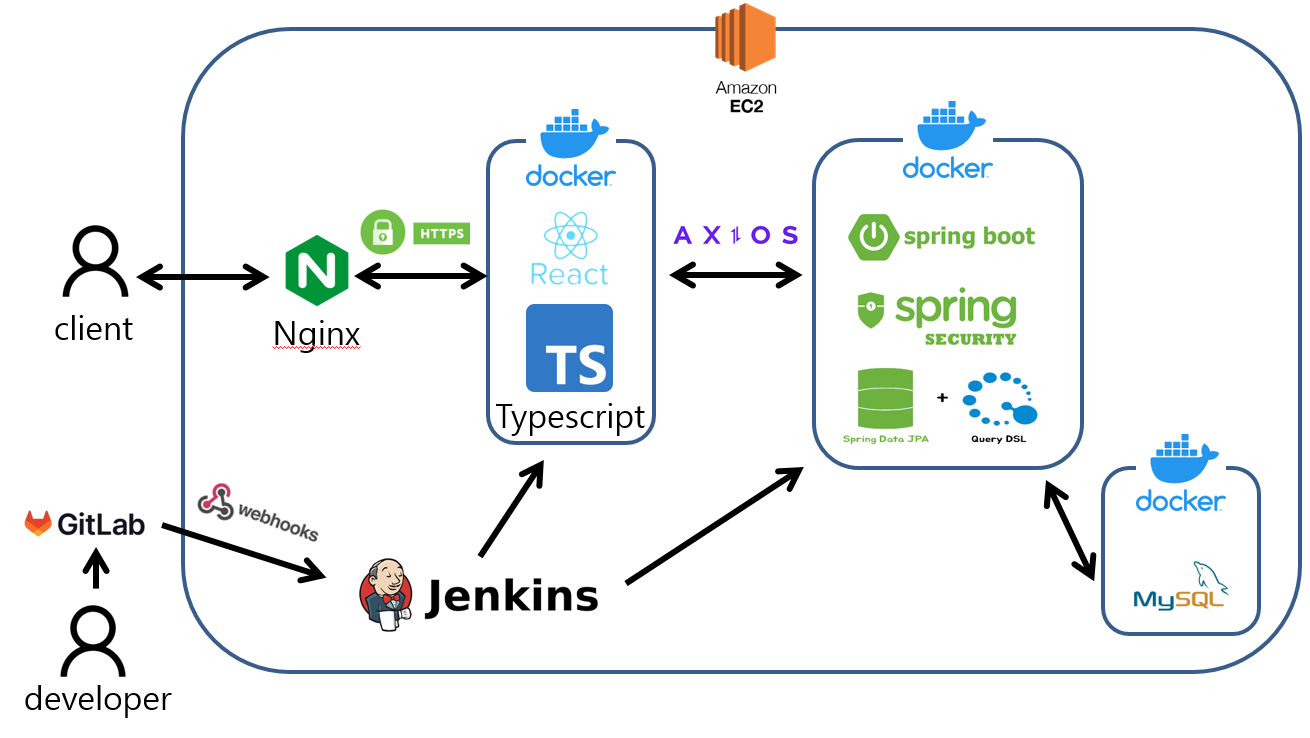 Amazon
EC2
docker
docker
HTTPS
AXIOS
spring boot
React
client
Nginx
spring
SECURITY
TS
Typescript
+
Spring Data JPA
Query DSL
docker
webhooks
GitLab
Jenkins
MySQL
developer